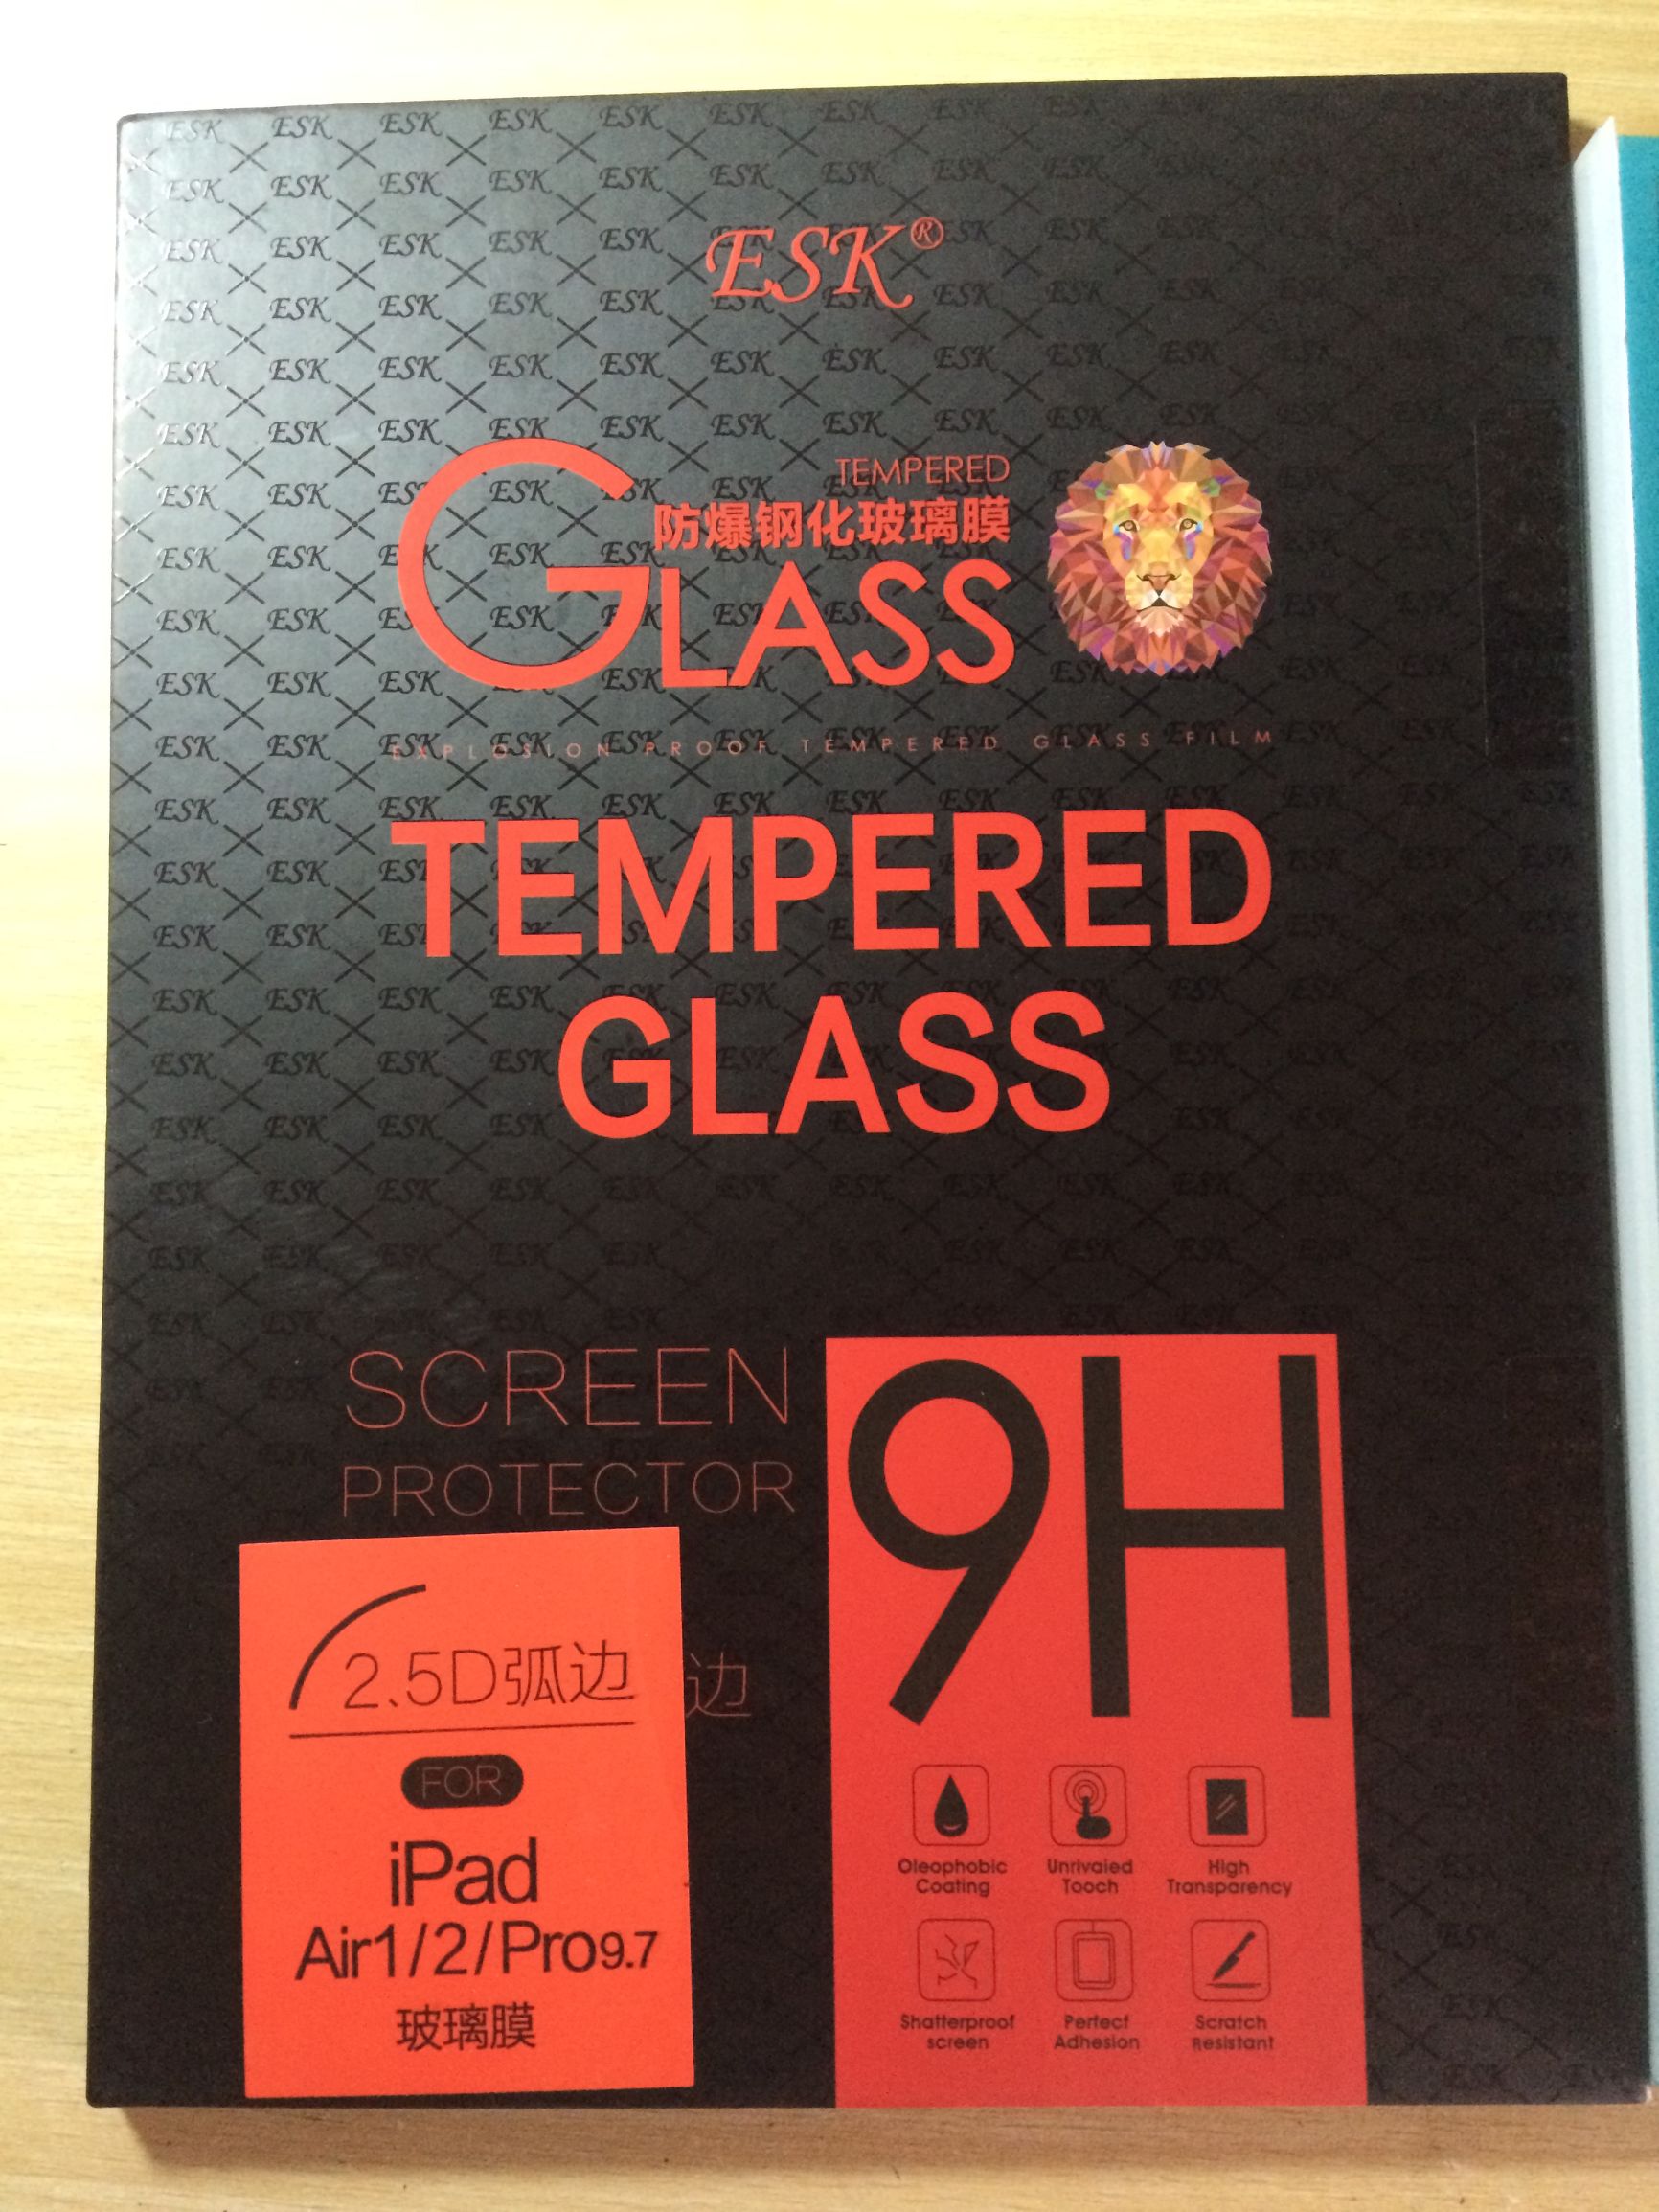 ESK®
TEMPERED
防爆钢化玻璃膜
GLASS
EXPLOSION PROOF TEMPERED GLASS FILM
TEMPERED
GLASS
SCREEN
PROTECTOR
9H
2.5D弧边
边
FOR
iPad
Air1/2/Pro9.7
玻璃膜
Oleophobic
Coating
Unrivaied
Tooch
High
Transparency
Shatterproof
screen
Perfect
Adhesion
Scratch
Resistant